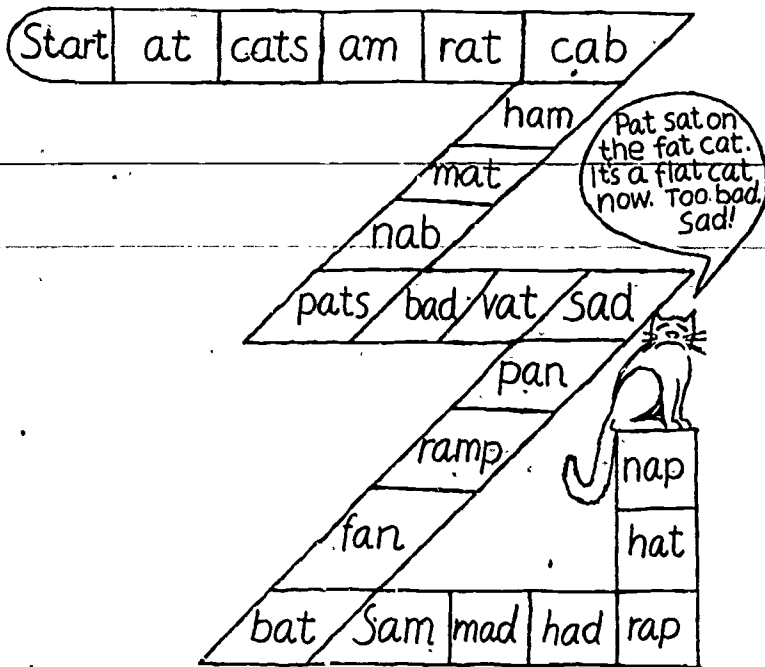 Start at cats am rat cab
ham
mat
nab
pats bad vat sad
pan
ramp
fan
bat Sam mad had rap
hat
nap
Pat sat on
the fat cat.
It's a flat cat,
now. Too bad.
Sad!